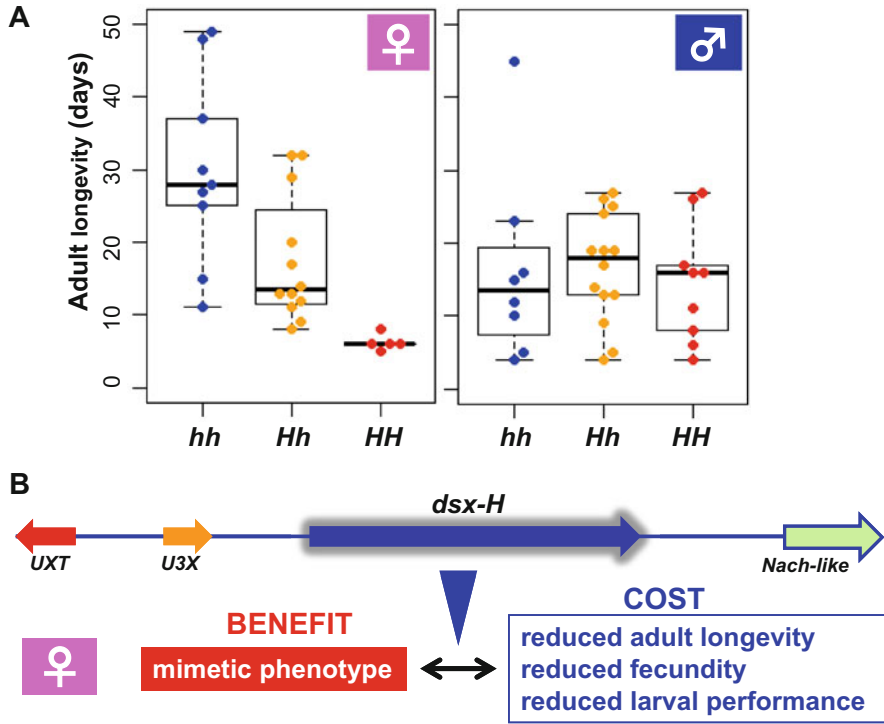 A
♀
♂
Adult longevity (days)
50
40
30
20
10
0
hh
Hh
HH
hh
Hh
HH
B
dsx-H
UXT
U3X
Nach-like
♀
BENEFIT
mimetic phenotype
COST
reduced adult longevity
reduced fecundity
reduced larval performance